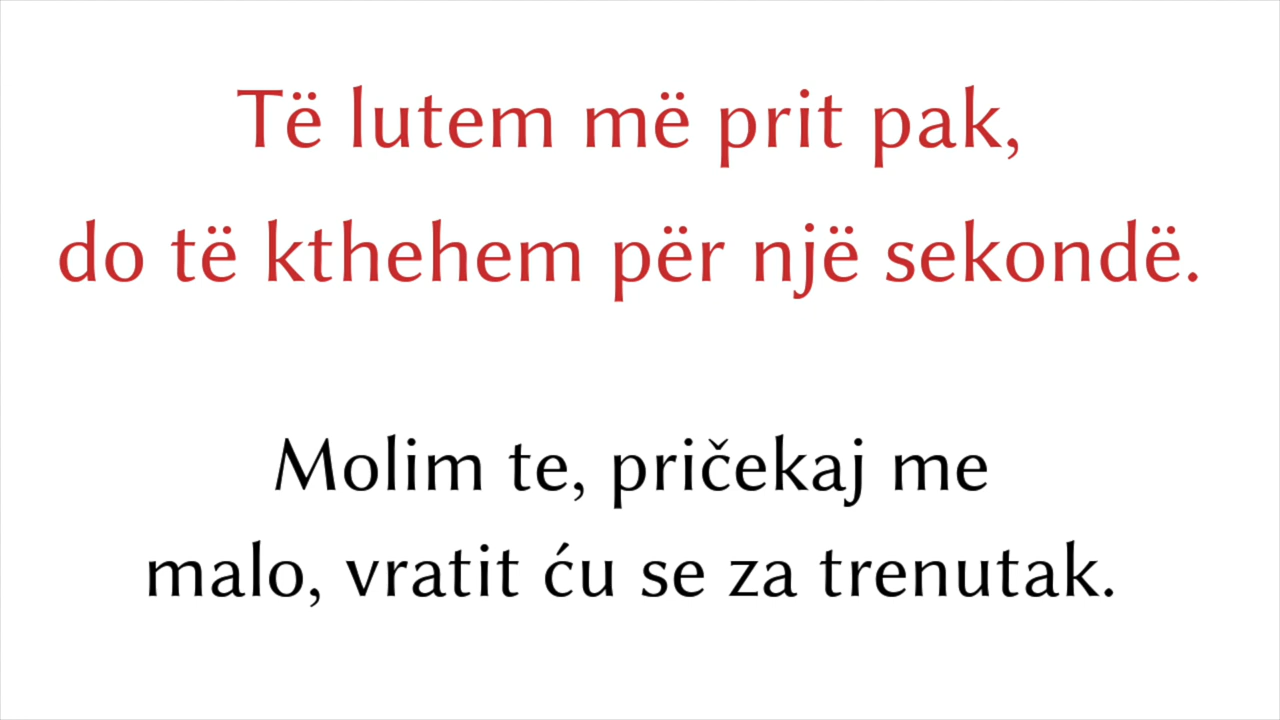 Të lutem më prit pak,
do të kthehem për një sekondë.
Molim te, pričekaj me
malo, vratit ću se za trenutak.